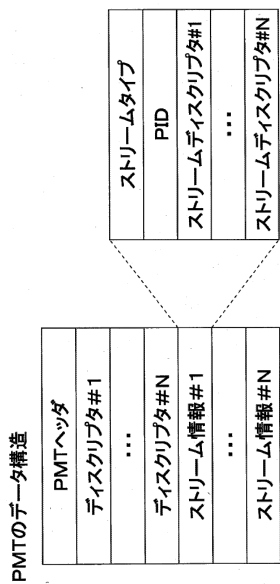 PMTのデータ構造
PMTヘッダ
ディスクリプタ#1
...
ディスクリプタ#N
ストリーム情報#1
...
ストリーム情報#N
ストリームタイプ
PID
ストリームディスクリプタ#1
...
ストリームディスクリプタ#N